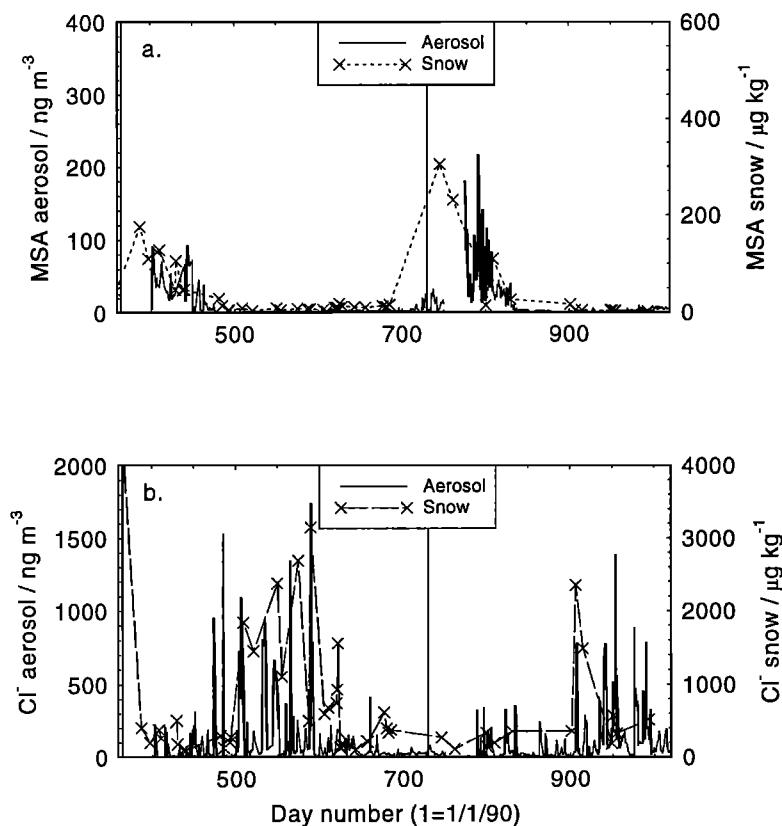 a.
Aerosol
Snow
400
300
200
100
0
MSA aerosol / ng m⁻³
600
400
200
0
MSA snow / µg kg⁻¹
500
700
900
b.
Aerosol
Snow
2000
1500
1000
500
0
Cl⁻ aerosol / ng m⁻³
4000
3000
2000
1000
0
Cl⁻ snow / µg kg⁻¹
500
700
900
Day number (1=1/1/90)